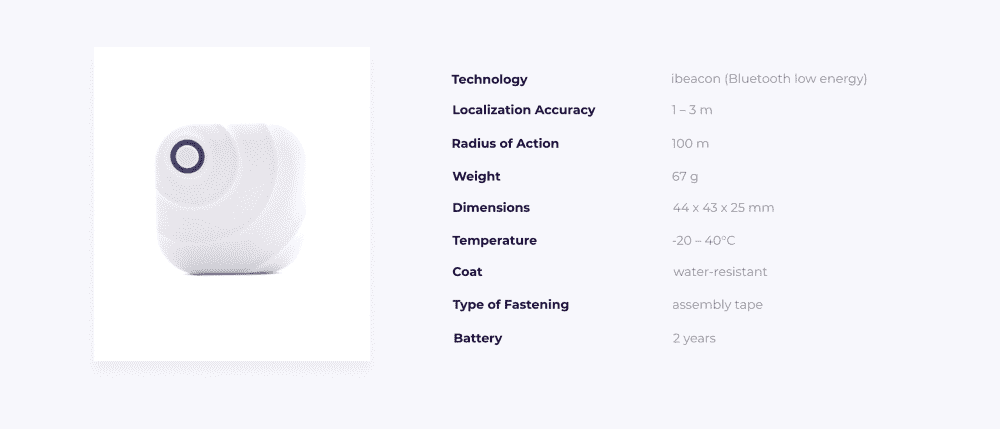 Technology ibeacon (Bluetooth low energy)
Localization Accuracy 1 – 3 m
Radius of Action 100 m
Weight 67 g
Dimensions 44 x 43 x 25 mm
Temperature -20 – 40°C
Coat water-resistant
Type of Fastening assembly tape
Battery 2 years